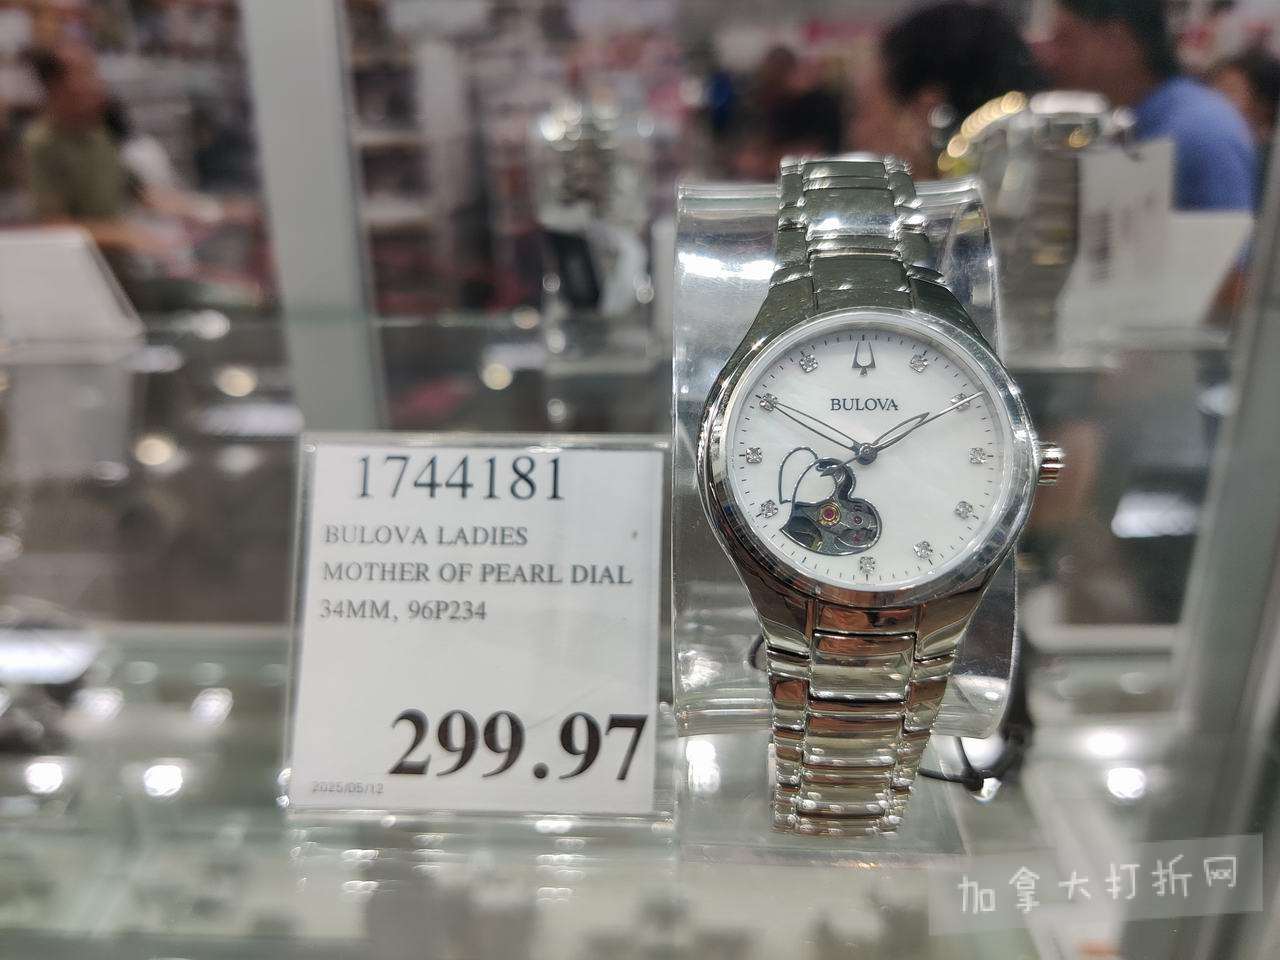 BULOVA
1744181
BULOVA LADIES
MOTHER OF PEARL DIAL
34MM, 96P234
299.97
2025/05/12
加拿大打折网